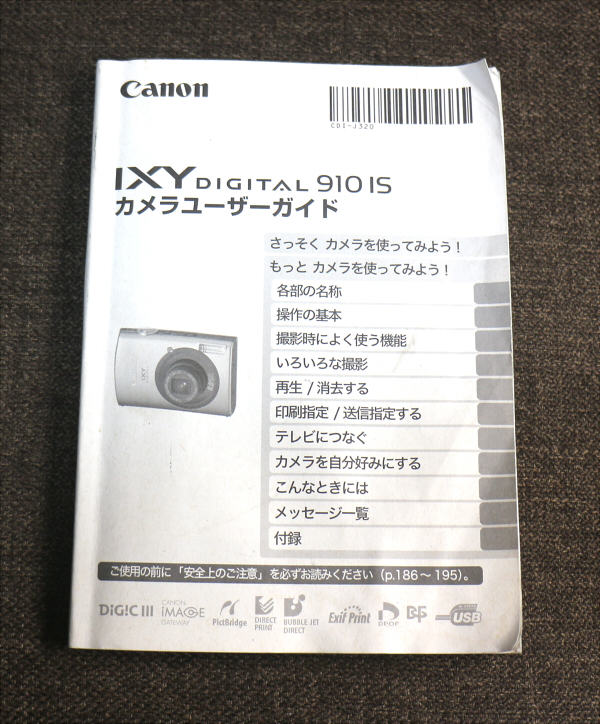 Canon
CDI-J320
IXY DIGITAL 910 IS
カメラユーザーガイド
さっそく カメラを使ってみよう!
もっと カメラを使ってみよう!
各部の名称
操作の基本
撮影時によく使う機能
いろいろな撮影
再生 / 消去する
印刷指定 / 送信指定する
テレビにつなぐ
カメラを自分好みにする
こんなときには
メッセージ一覧
付録
IXY
ご使用の前に「安全上のご注意」を必ずお読みください(p.186～195)。
DIGIC III CANON iMAGE GATEWAY PictBridge DIRECT PRINT BUBBLE JET DIRECT Exif Print DPOF USB